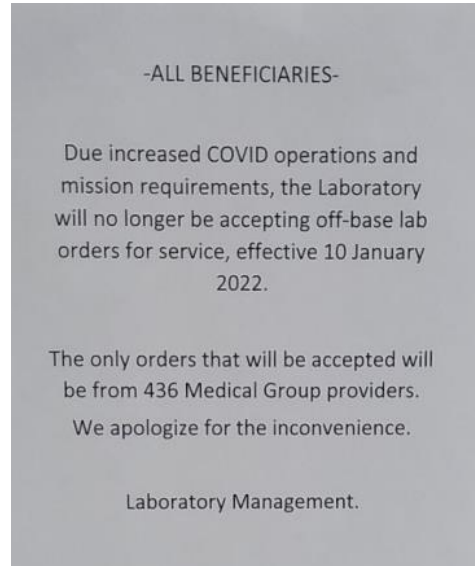 -ALL BENEFICIARIES-
Due increased COVID operations and
mission requirements, the Laboratory
will no longer be accepting off-base lab
orders for service, effective 10 January
2022.
The only orders that will be accepted will
be from 436 Medical Group providers.
We apologize for the inconvenience.
Laboratory Management.